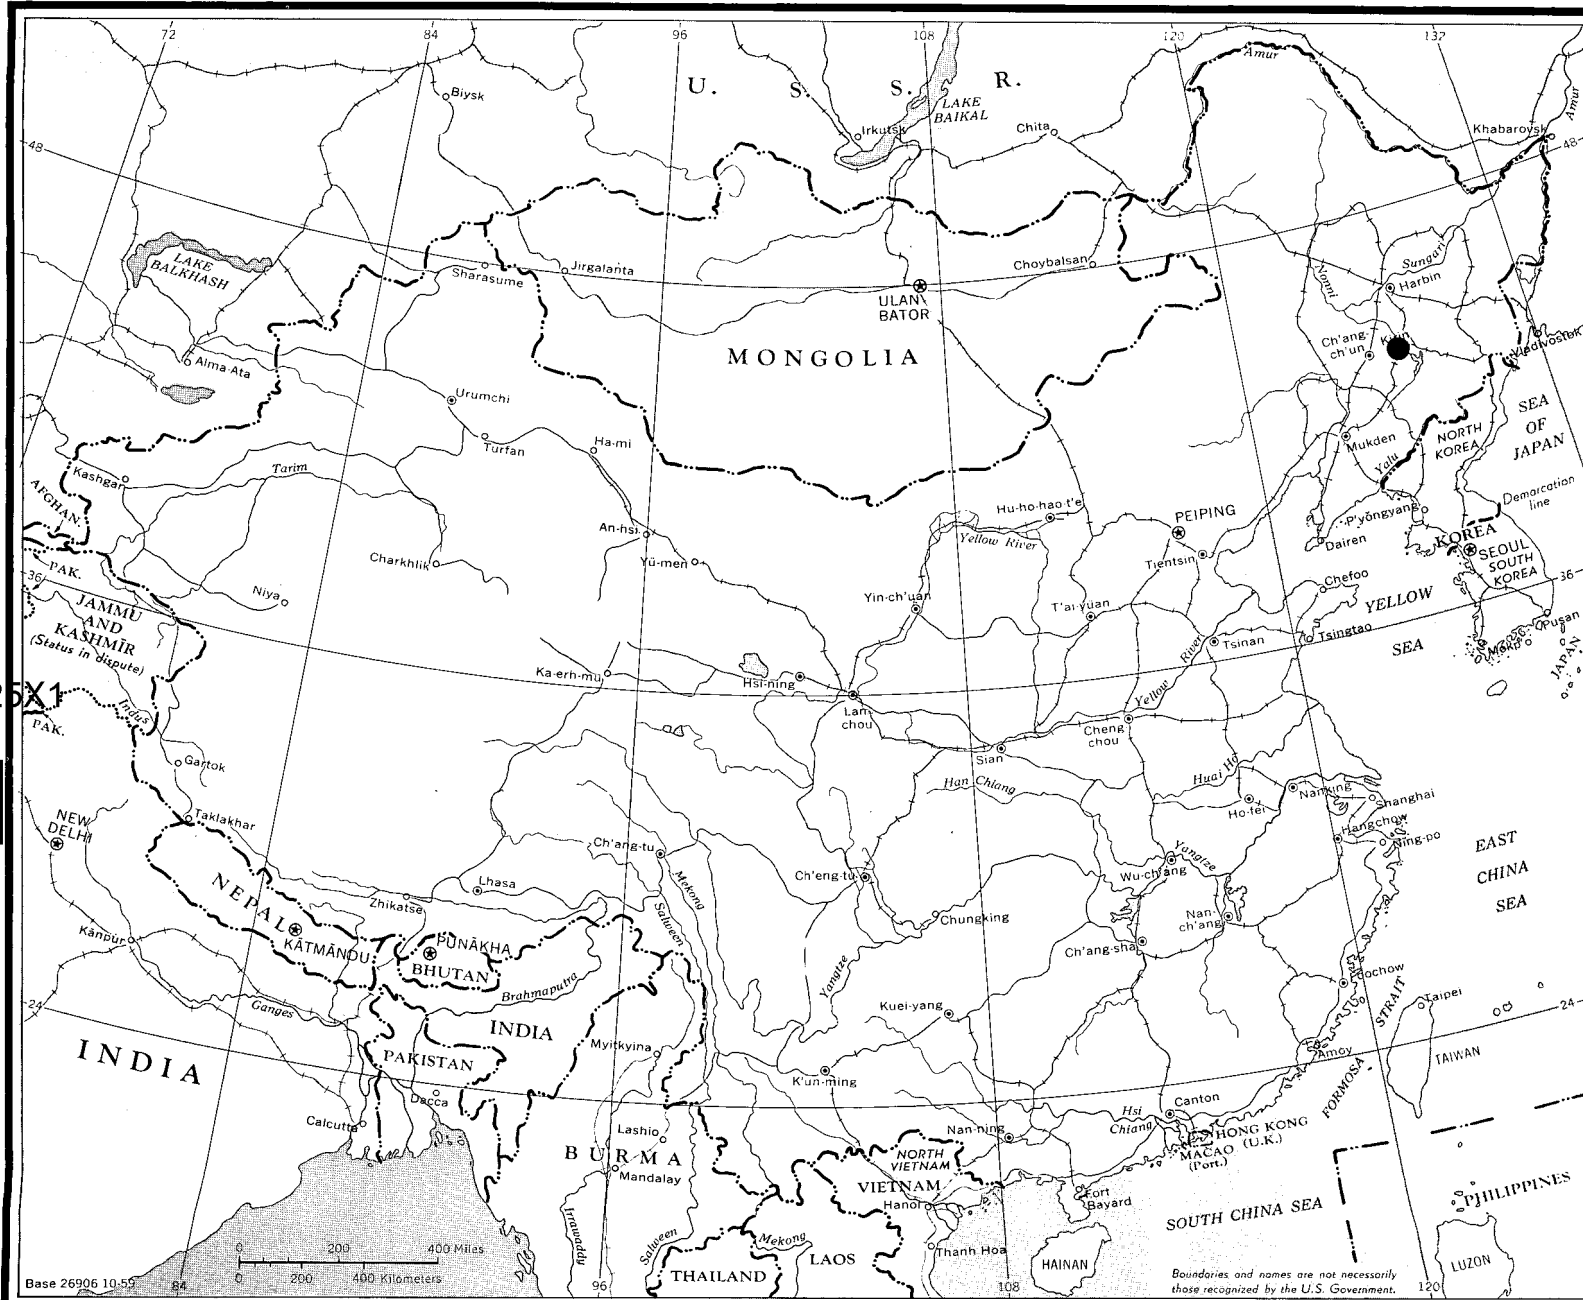 72
84
96
108
120
132
Amur
Amur
U. S. S. R.
Biysk
LAKE
BAIKAL
Irkutsk
Chita
Khabarovsk
48
48
LAKE
BALKHASH
Sharasume
Jirgalanta
Choybalsan
ULAN
BATOR
Nonni
Sungari
Harbin
MONGOLIA
Ch'ang-
ch'un
Vladivostok
Alma-Ata
Urumchi
Turfan
Ha-mi
Mukden
NORTH
KOREA
SEA
OF
JAPAN
Kashgar
Tarim
AFGHAN.
Yalu
An-hsi
Hu-ho-hao-t'e
PEIPING
P'yŏngyang
Demarcation
line
Yellow River
Dairen
KOREA
SEOUL
SOUTH
KOREA
Charkhlik
Yü-men
Tientsin
PAK.
36
36
Niya
Yin-ch'uan
T'ai-yüan
Chefoo
YELLOW
SEA
JAMMU
AND
KASHMIR
(Status in dispute)
River
Tsinan
Tsingtao
Mokp'o
Pusan
JAPAN
Ka-erh-mu
Hsi-ning
25X1
Indus
PAK.
Lan-
chou
Yellow
Cheng
chou
Sian
Gartok
Han Chiang
Huai Ho
Ho-fei
Nanking
Shanghai
NEW
DELHI
Taklakhar
Hangchow
Ning-po
Ch'ang-tu
Mekong
Salween
Ch'eng-tu
Yangtze
Wu-ch'ang
EAST
CHINA
SEA
NEPAL
Lhasa
Zhikatse
Chungking
Nan-
ch'ang
Kānpur
KĀTMĀNDU
PUNĀKHA
BHUTAN
Brahmaputra
Ch'ang-sha
Yangtze
Foochow
24
24
Ganges
INDIA
INDIA
PAKISTAN
Myitkyina
Kuei-yang
K'un-ming
Taipei
STRAIT
FORMOSA
Amoy
TAIWAN
Dacca
Calcutta
Lashio
BURMA
Mandalay
Nan-ning
Hsi
Chiang
Canton
HONG KONG
(U.K.)
MACAO
(Port.)
NORTH
VIETNAM
VIETNAM
Hanoi
Fort
Bayard
SOUTH CHINA SEA
PHILIPPINES
Irrawaddy
Salween
Mekong
LAOS
Thanh Hoa
HAINAN
THAILAND
LUZON
0 200 400 Miles
0 200 400 Kilometers
Base 26906 10-59
84
96
108
120
Boundaries and names are not necessarily
those recognized by the U.S. Government.